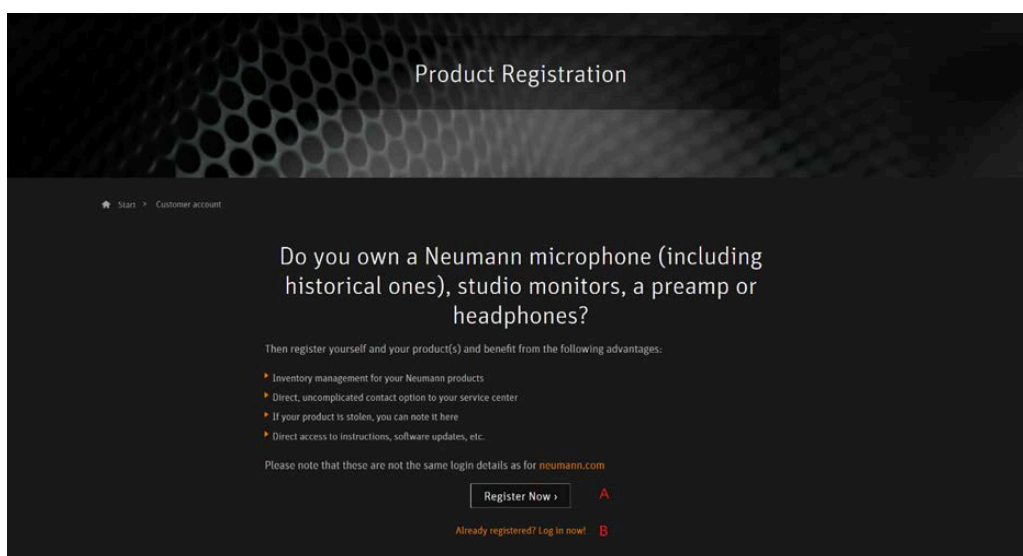 Product Registration
Start > Customer account
Do you own a Neumann microphone (including
historical ones), studio monitors, a preamp or
headphones?
Then register yourself and your product(s) and benefit from the following advantages:
Inventory management for your Neumann products
Direct, uncomplicated contact option to your service center
If your product is stolen, you can note it here
Direct access to instructions, software updates, etc.
Please note that these are not the same login details as for neumann.com
Register Now › A
Already registered? Log in now! B